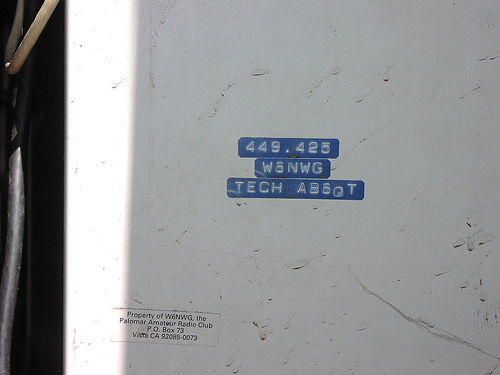 449.425
W6NWG
TECH AB6QT
Property of W6NWG, the
Palomar Amateur Radio Club
P.O. Box 73
Vista CA 92085-0073